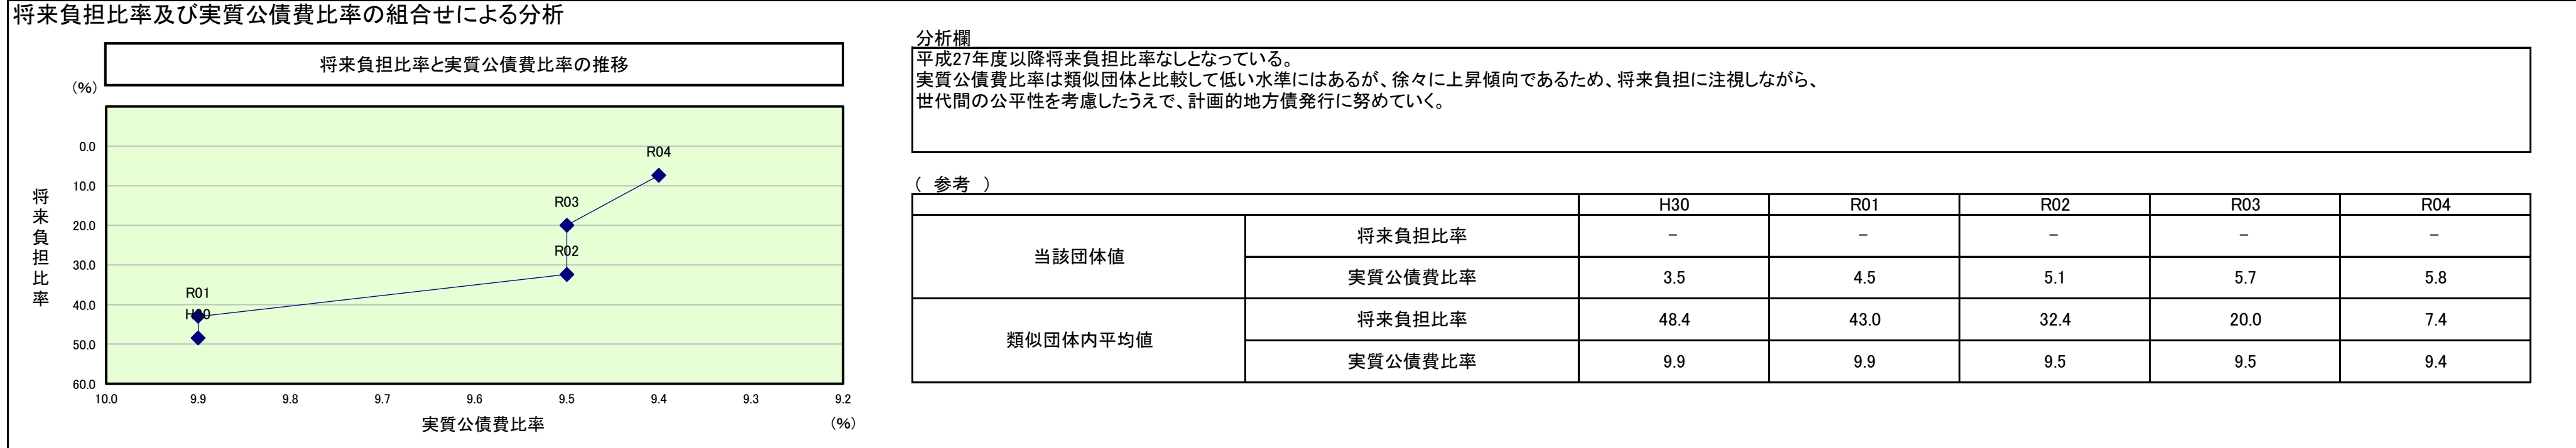 将来負担比率及び実質公債費比率の組合せによる分析
将来負担比率と実質公債費比率の推移
(%)
0.0
10.0
20.0
30.0
40.0
50.0
60.0
将来負担比率
R04
R03
R02
R01
H30
10.0 9.9 9.8 9.7 9.6 9.5 9.4 9.3 9.2
実質公債費比率
(%)
分析欄
平成27年度以降将来負担比率なしとなっている。
実質公債費比率は類似団体と比較して低い水準にはあるが、徐々に上昇傾向であるため、将来負担に注視しながら、
世代間の公平性を考慮したうえで、計画的地方債発行に努めていく。
( 参考 )
H30 R01 R02 R03 R04
当該団体値
将来負担比率 - - - - -
実質公債費比率 3.5 4.5 5.1 5.7 5.8
類似団体内平均値
将来負担比率 48.4 43.0 32.4 20.0 7.4
実質公債費比率 9.9 9.9 9.5 9.5 9.4